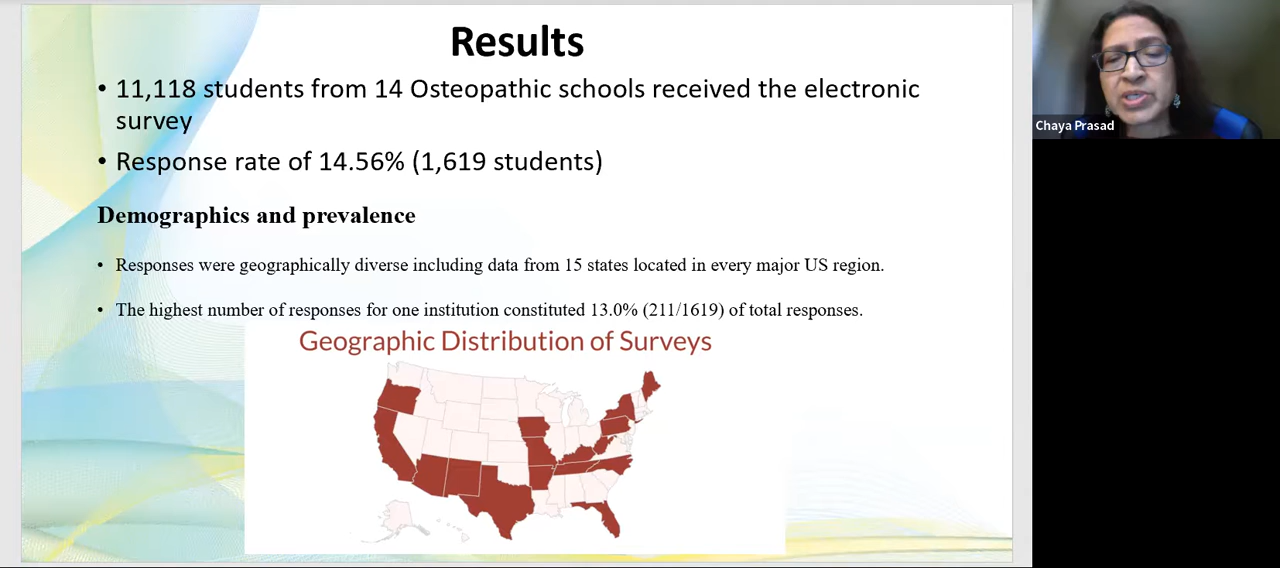 Results
• 11,118 students from 14 Osteopathic schools received the electronic
survey
• Response rate of 14.56% (1,619 students)
Demographics and prevalence
• Responses were geographically diverse including data from 15 states located in every major US region.
• The highest number of responses for one institution constituted 13.0% (211/1619) of total responses.
Geographic Distribution of Surveys
Chaya Prasad